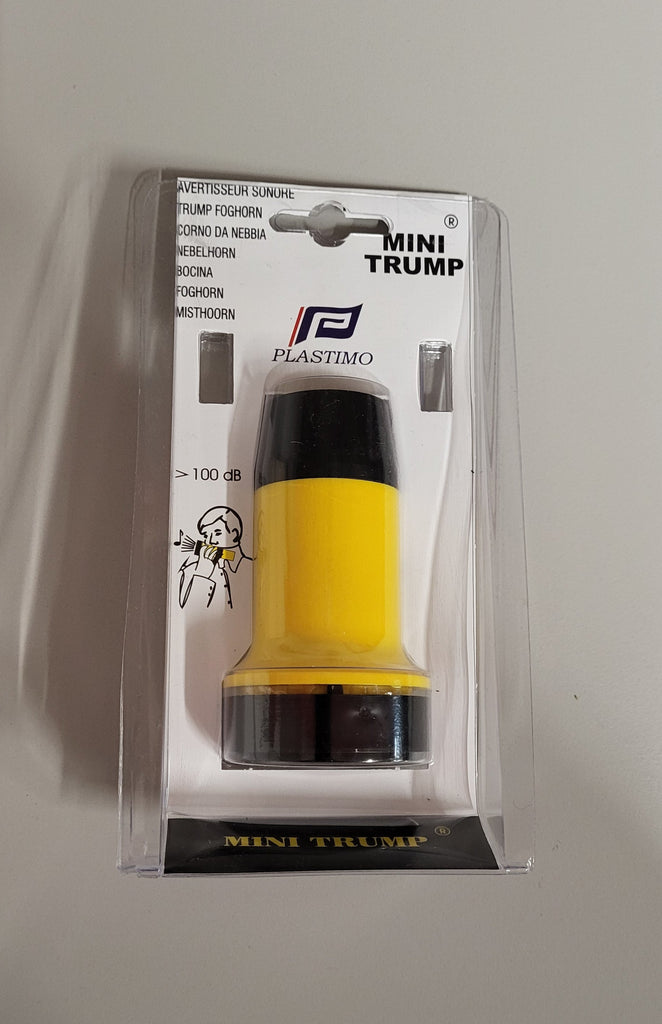 AVERTISSEUR SONORE
TRUMP FOGHORN
CORNO DA NEBBIA
NEBELHORN
BOCINA
FOGHORN
MISTHOORN
®
MINI
TRUMP
PLASTIMO
> 100 dB
MINI TRUMP ®